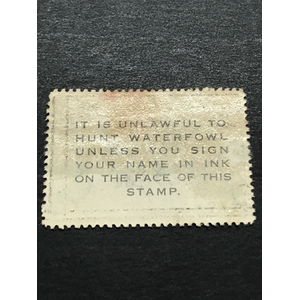 IT IS UNLAWFUL TO
HUNT WATERFOWL
UNLESS YOU SIGN
YOUR NAME IN INK
ON THE FACE OF THIS
STAMP.